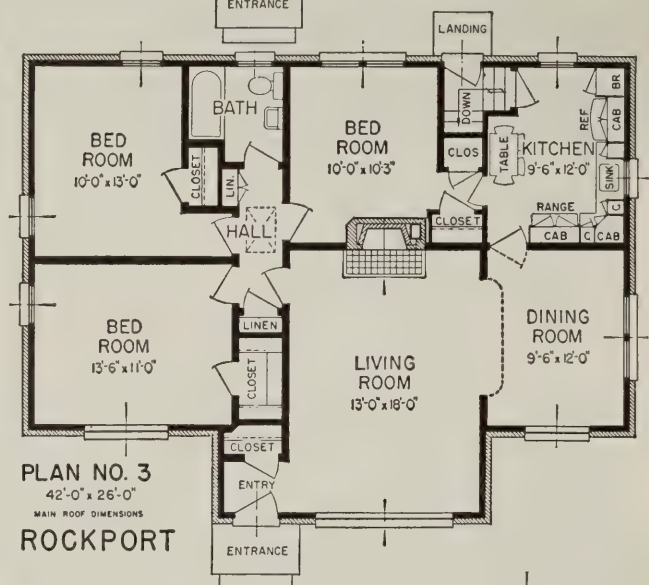 ENTRANCE
LANDING
BED
ROOM
10'-0" x 13'-0"
CLOSET
BATH
LIN.
HALL
BED
ROOM
10'-0" x 10'-3"
CLOS
CLOSET
DOWN
REF
BR
CAB
TABLE
KITCHEN
9'-6" x 12'-0"
SINK
RANGE
C
CAB
C
CAB
BED
ROOM
13'-6" x 11'-0"
LINEN
CLOSET
LIVING
ROOM
13'-0" x 18'-0"
DINING
ROOM
9'-6" x 12'-0"
CLOSET
ENTRY
ENTRANCE
PLAN NO. 3
42'-0" x 26'-0"
MAIN ROOF DIMENSIONS
ROCKPORT